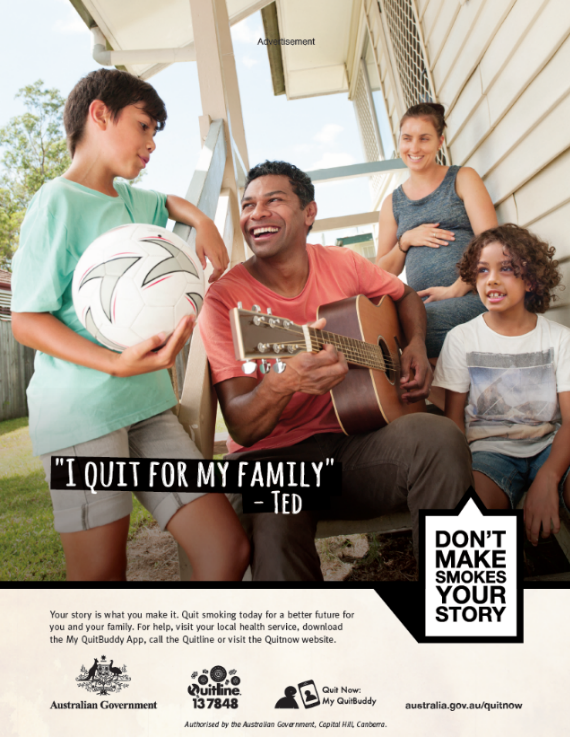 Advertisement
"I QUIT FOR MY FAMILY"
- TED
DON'T
MAKE
SMOKES
YOUR
STORY
Your story is what you make it. Quit smoking today for a better future for
you and your family. For help, visit your local health service, download
the My QuitBuddy App, call the Quitline or visit the Quitnow website.
Australian Government
Quitline
13 7848
Quit Now:
My QuitBuddy
australia.gov.au/quitnow
Authorised by the Australian Government, Capital Hill, Canberra.